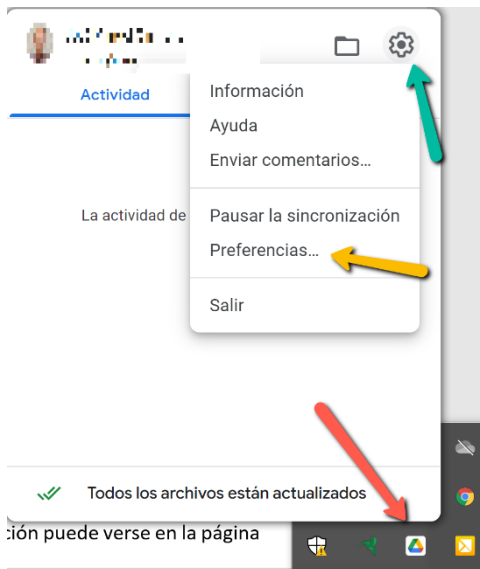 Actividad
Información
Ayuda
Enviar comentarios…
La actividad de
Pausar la sincronización
Preferencias…
Salir
Todos los archivos están actualizados
ción puede verse en la página